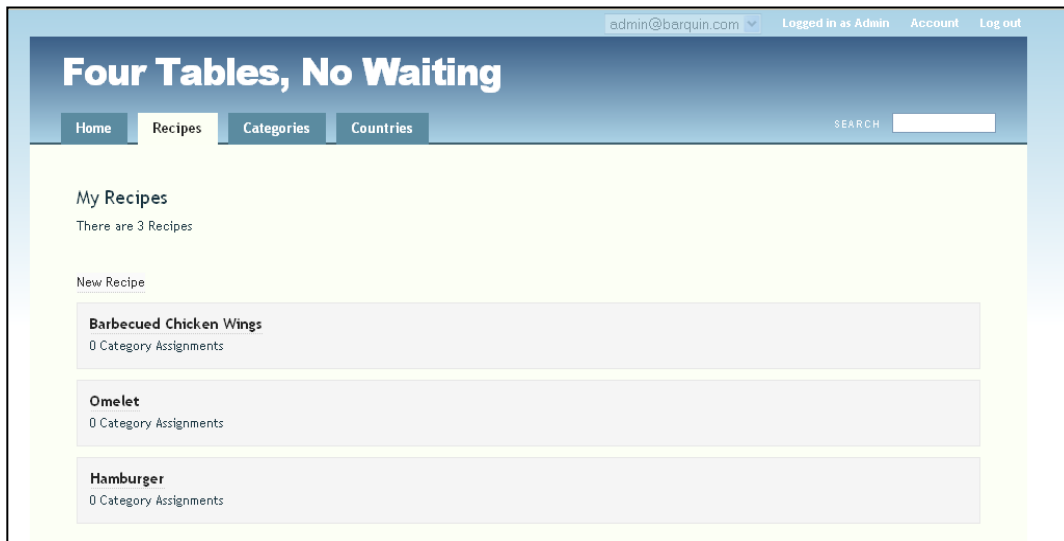 admin@barquin.com Logged in as Admin Account Log out
Four Tables, No Waiting
Home Recipes Categories Countries SEARCH
My Recipes
There are 3 Recipes
New Recipe
Barbecued Chicken Wings
0 Category Assignments
Omelet
0 Category Assignments
Hamburger
0 Category Assignments